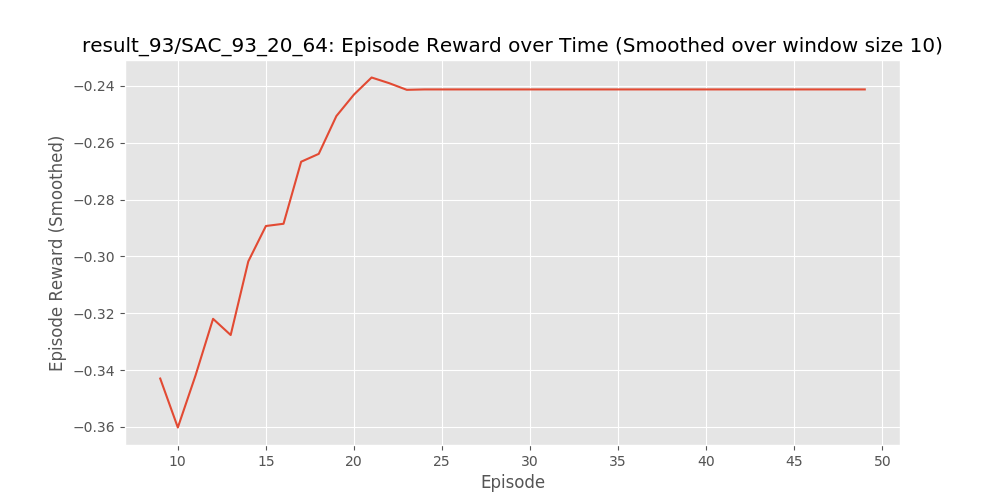 result_93/SAC_93_20_64: Episode Reward over Time (Smoothed over window size 10)
Episode Reward (Smoothed)
−0.24
−0.26
−0.28
−0.30
−0.32
−0.34
−0.36
10 15 20 25 30 35 40 45 50
Episode